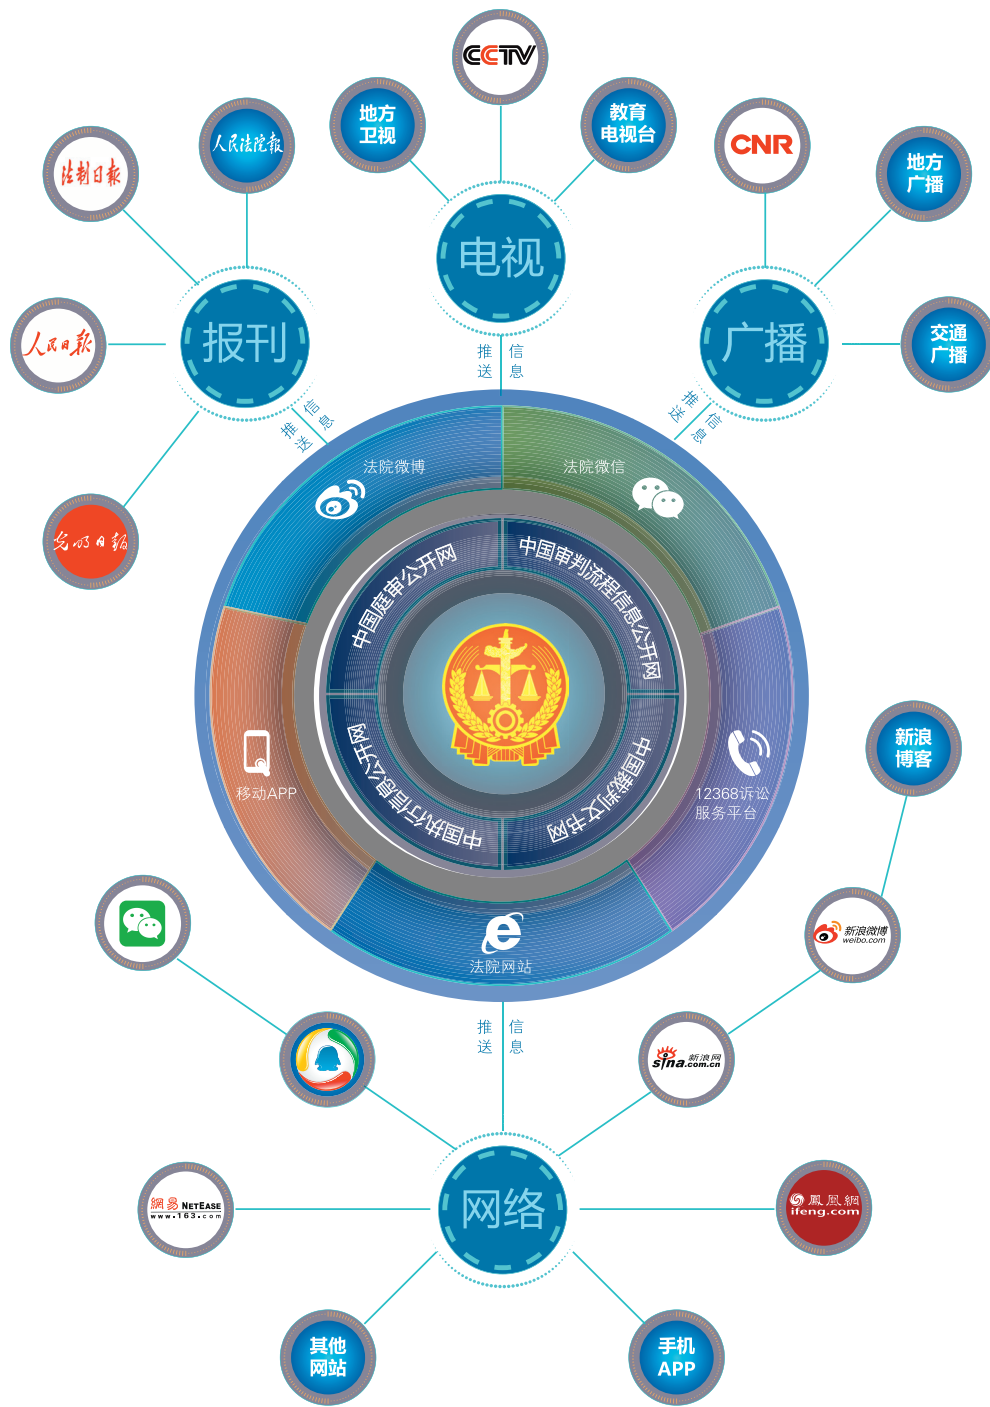 CCTV
地方
卫视
教育
电视台
人民法院报
法制日报
CNR
地方
广播
电视
报刊
广播
人民日报
交通
广播
推送
信息
推送
信息
推送
信息
光明日报
法院微博
法院微信
中国庭审公开网
中国审判流程信息公开网
中国执行信息公开网
中国裁判文书网
移动APP
12368诉讼
服务平台
法院网站
新浪
博客
新浪微博
weibo.com
推送
信息
新浪网
sina.com.cn
网络
網易 NETEASE
www.163.com
鳳凰網
ifeng.com
其他
网站
手机
APP